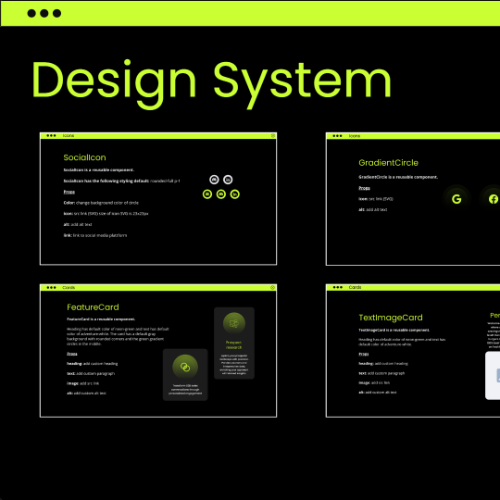 Design System
Icons
SocialIcon
SocialIcon is a reusable component.
SocialIcon has the following styling default: rounded-full p-1
Props
Color: change background color of circle
icon: src link (SVG) size of icon SVG is 23x23px
alt: add alt text
link: link to social media platform
Icons
GradientCircle
GradientCircle is a reusable component.
Props
icon: src link (SVG)
alt: add alt text
Cards
FeatureCard
FeatureCard is a reusable component.
Heading has default color of neon green and text has default
color of adventure white. The card has a default gray
background with rounded corners and the green gradient
circle in the middle.
Props
heading: add custom heading
text: add custom paragraph
image: add src link
alt: add custom alt text
Cards
TextImageCard
TextImageCard is a reusable component.
Heading has default color of neon green and text has
default color of adventure white.
Props
heading: add custom heading
text: add custom paragraph
image: add src link
alt: add custom alt text